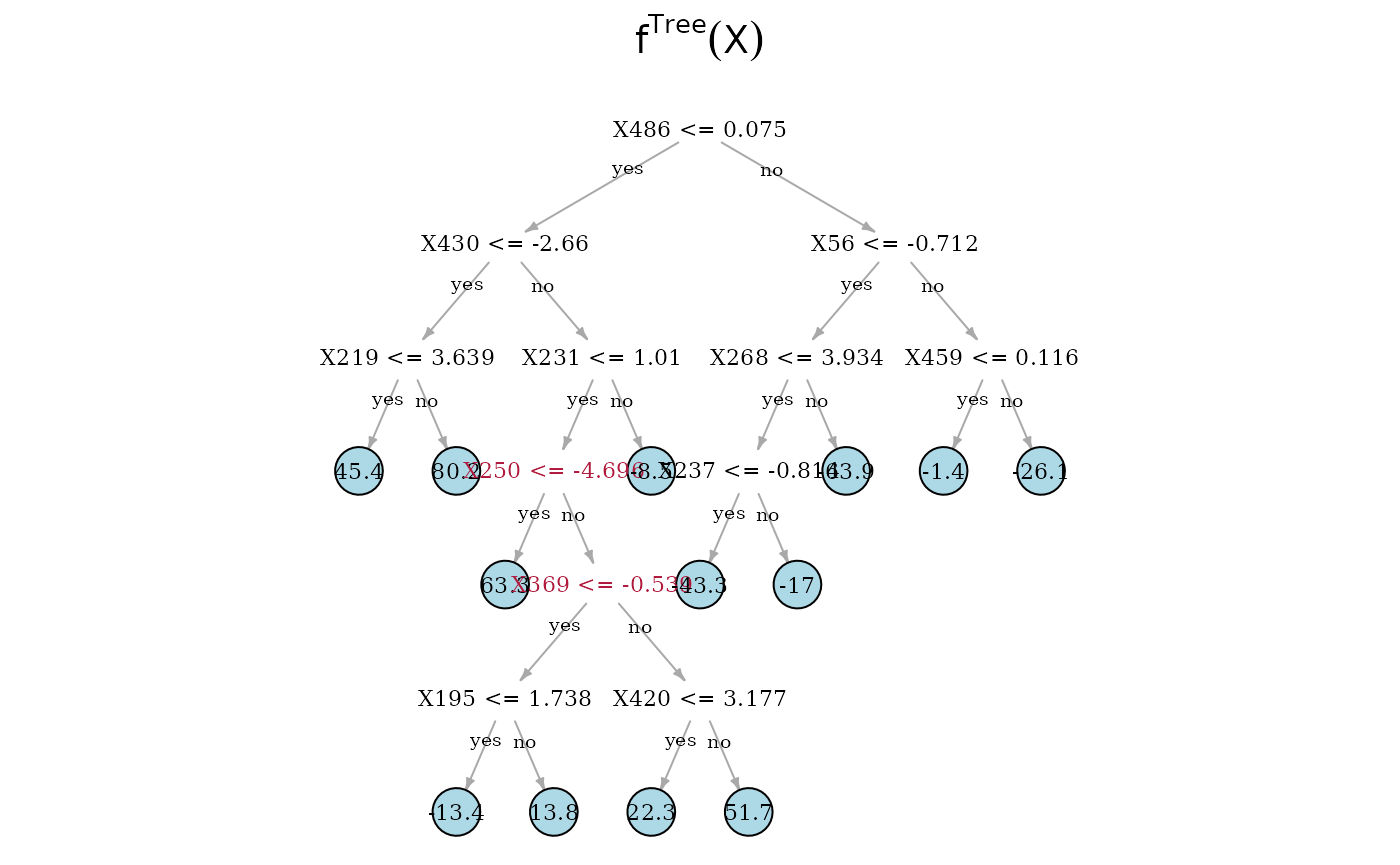 f^Tree(X)
X486 <= 0.075
yes no
X430 <= -2.66 X56 <= -0.712
yes no yes no
X219 <= 3.639 X231 <= 1.01 X268 <= 3.934 X459 <= 0.116
yes no yes no yes no yes no
45.4 80.2 X250 <= -4.696 -8.5 X237 <= -0.814 -1.4 -26.1
yes no yes no
63.3 X369 <= -0.539 -43.3 -17
yes no
X195 <= 1.738 X420 <= 3.177
yes no yes no
-13.4 13.8 22.3 51.7